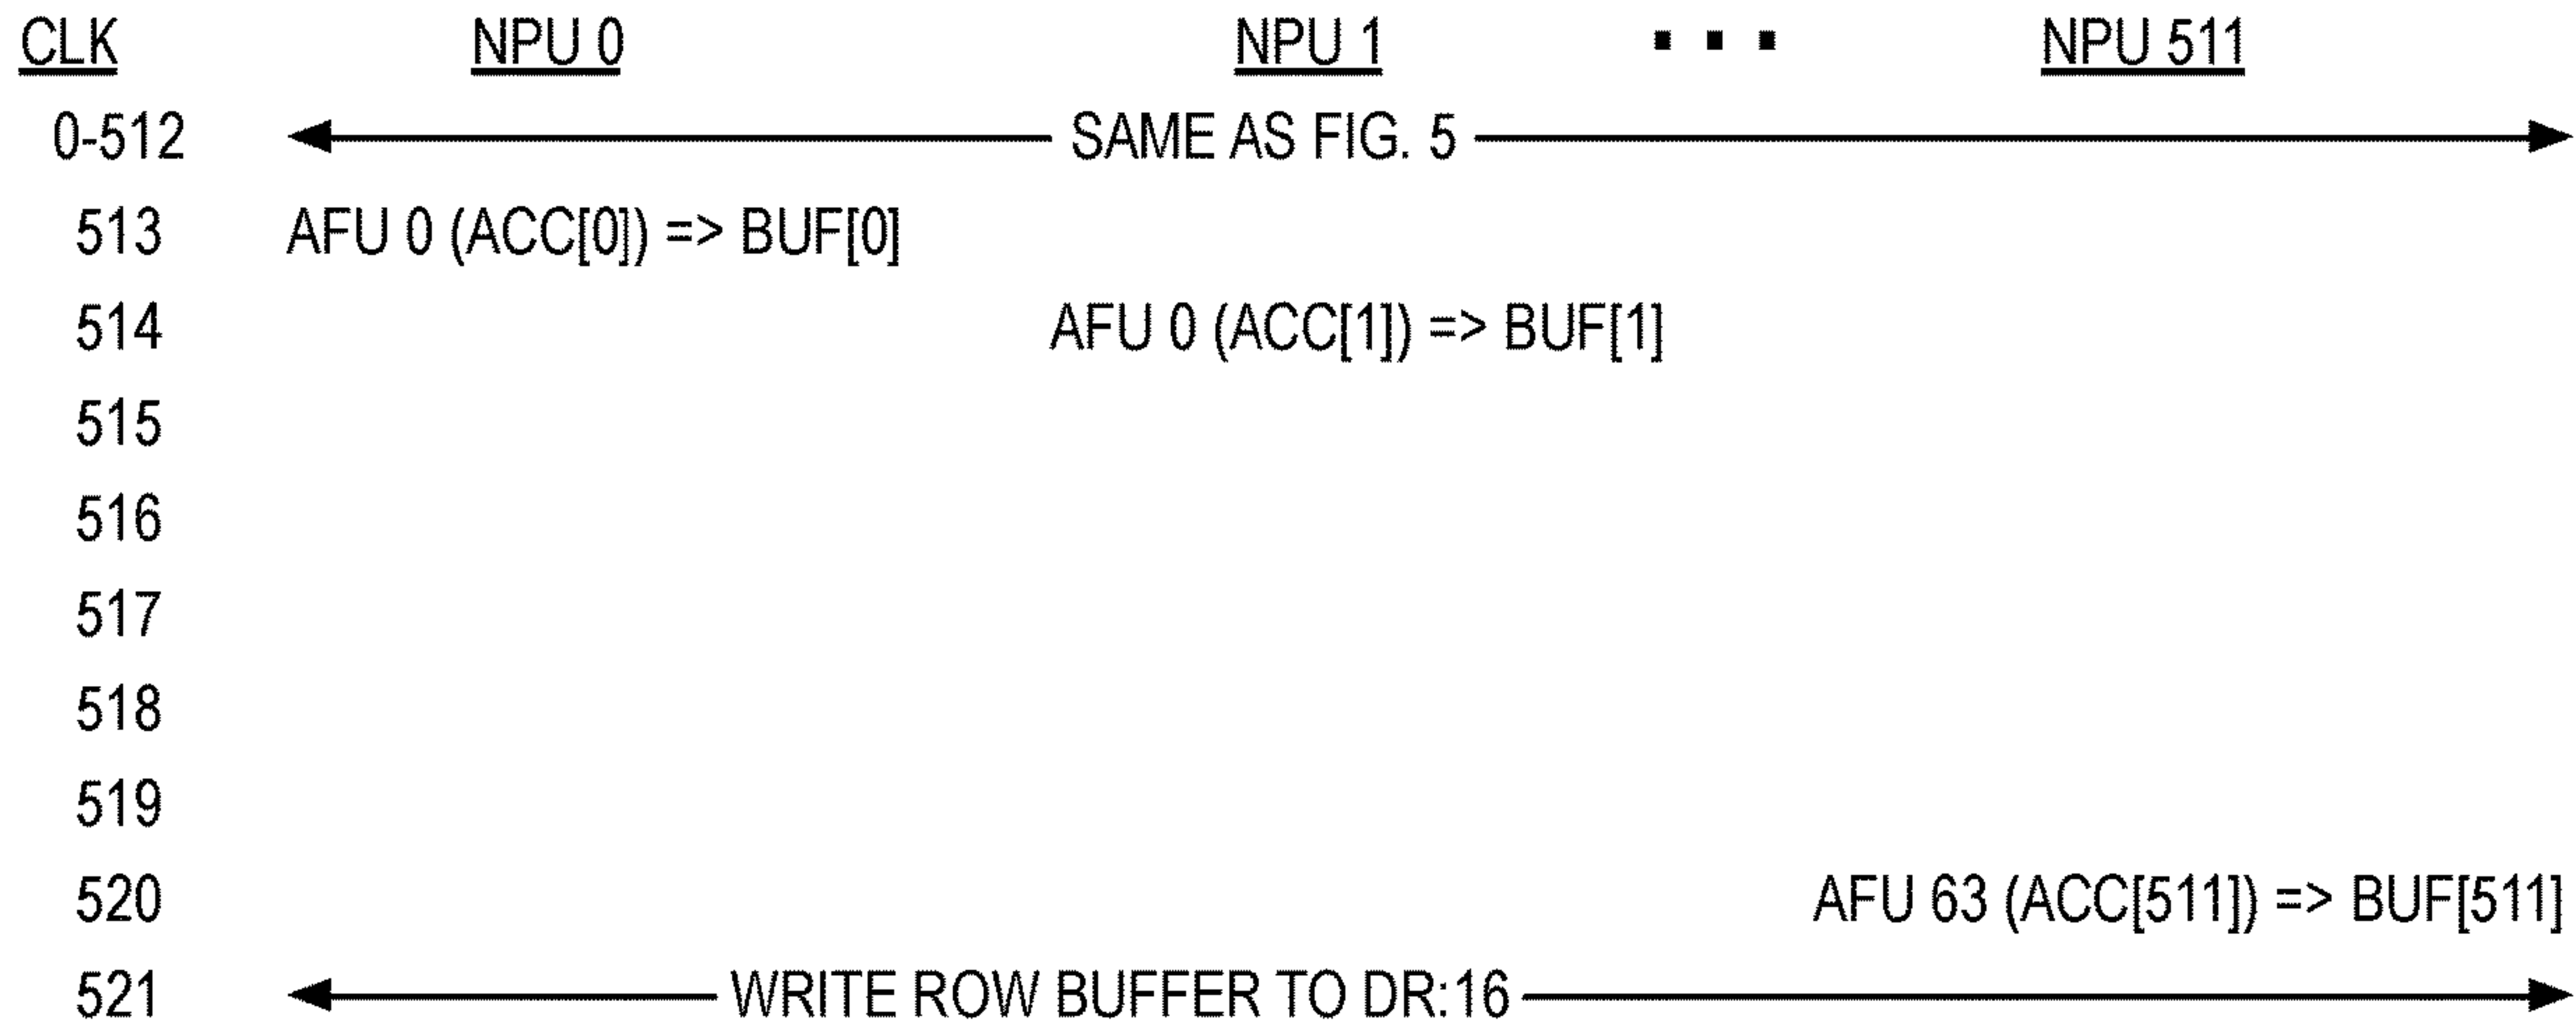 CLK NPU 0 NPU 1 ... NPU 511
0-512 SAME AS FIG. 5
513 AFU 0 (ACC[0]) => BUF[0]
514 AFU 0 (ACC[1]) => BUF[1]
515
516
517
518
519
520 AFU 63 (ACC[511]) => BUF[511]
521 WRITE ROW BUFFER TO DR:16